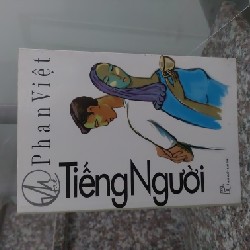 Phan Việt
Tiếng Người